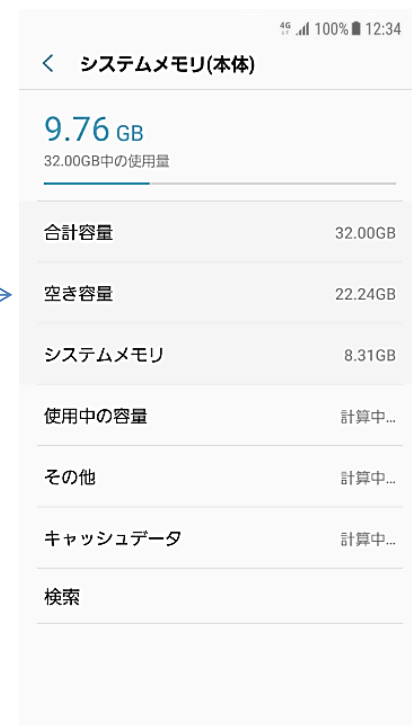 4G 100% 12:34
システムメモリ(本体)
9.76 GB
32.00GB中の使用量
合計容量 32.00GB
空き容量 22.24GB
システムメモリ 8.31GB
使用中の容量 計算中...
その他 計算中...
キャッシュデータ 計算中...
検索